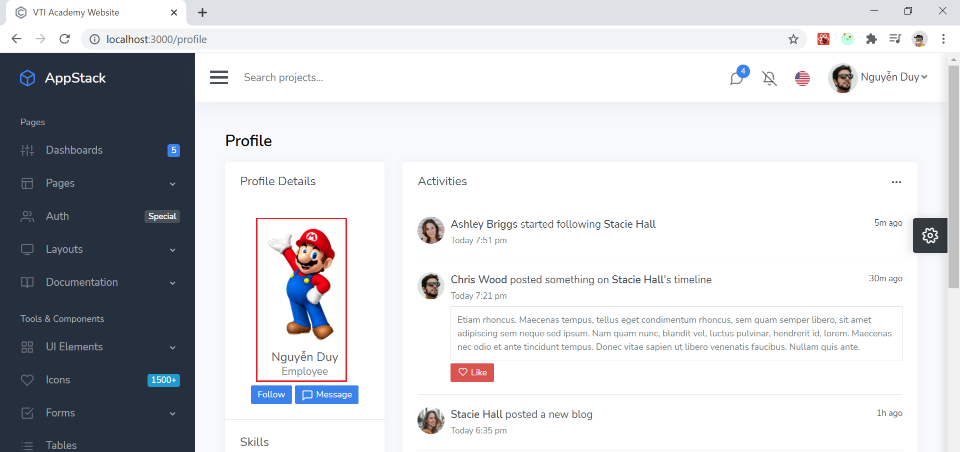 VTI Academy Website
localhost:3000/profile
AppStack
Search projects...
4
Nguyễn Duy
Pages
Dashboards
5
Pages
Auth
Special
Layouts
Documentation
Tools & Components
UI Elements
Icons
1500+
Forms
Tables
Profile
Profile Details
Nguyễn Duy
Employee
Follow
Message
Skills
Activities
Ashley Briggs started following Stacie Hall
5m ago
Today 7:51 pm
Chris Wood posted something on Stacie Hall's timeline
30m ago
Today 7:21 pm
Etiam rhoncus. Maecenas tempus, tellus eget condimentum rhoncus, sem quam semper libero, sit amet
adipiscing sem neque sed ipsum. Nam quam nunc, blandit vel, luctus pulvinar, hendrerit id, lorem. Maecenas
nec odio et ante tincidunt tempus. Donec vitae sapien ut libero venenatis faucibus. Nullam quis ante.
Like
Stacie Hall posted a new blog
1h ago
Today 6:35 pm